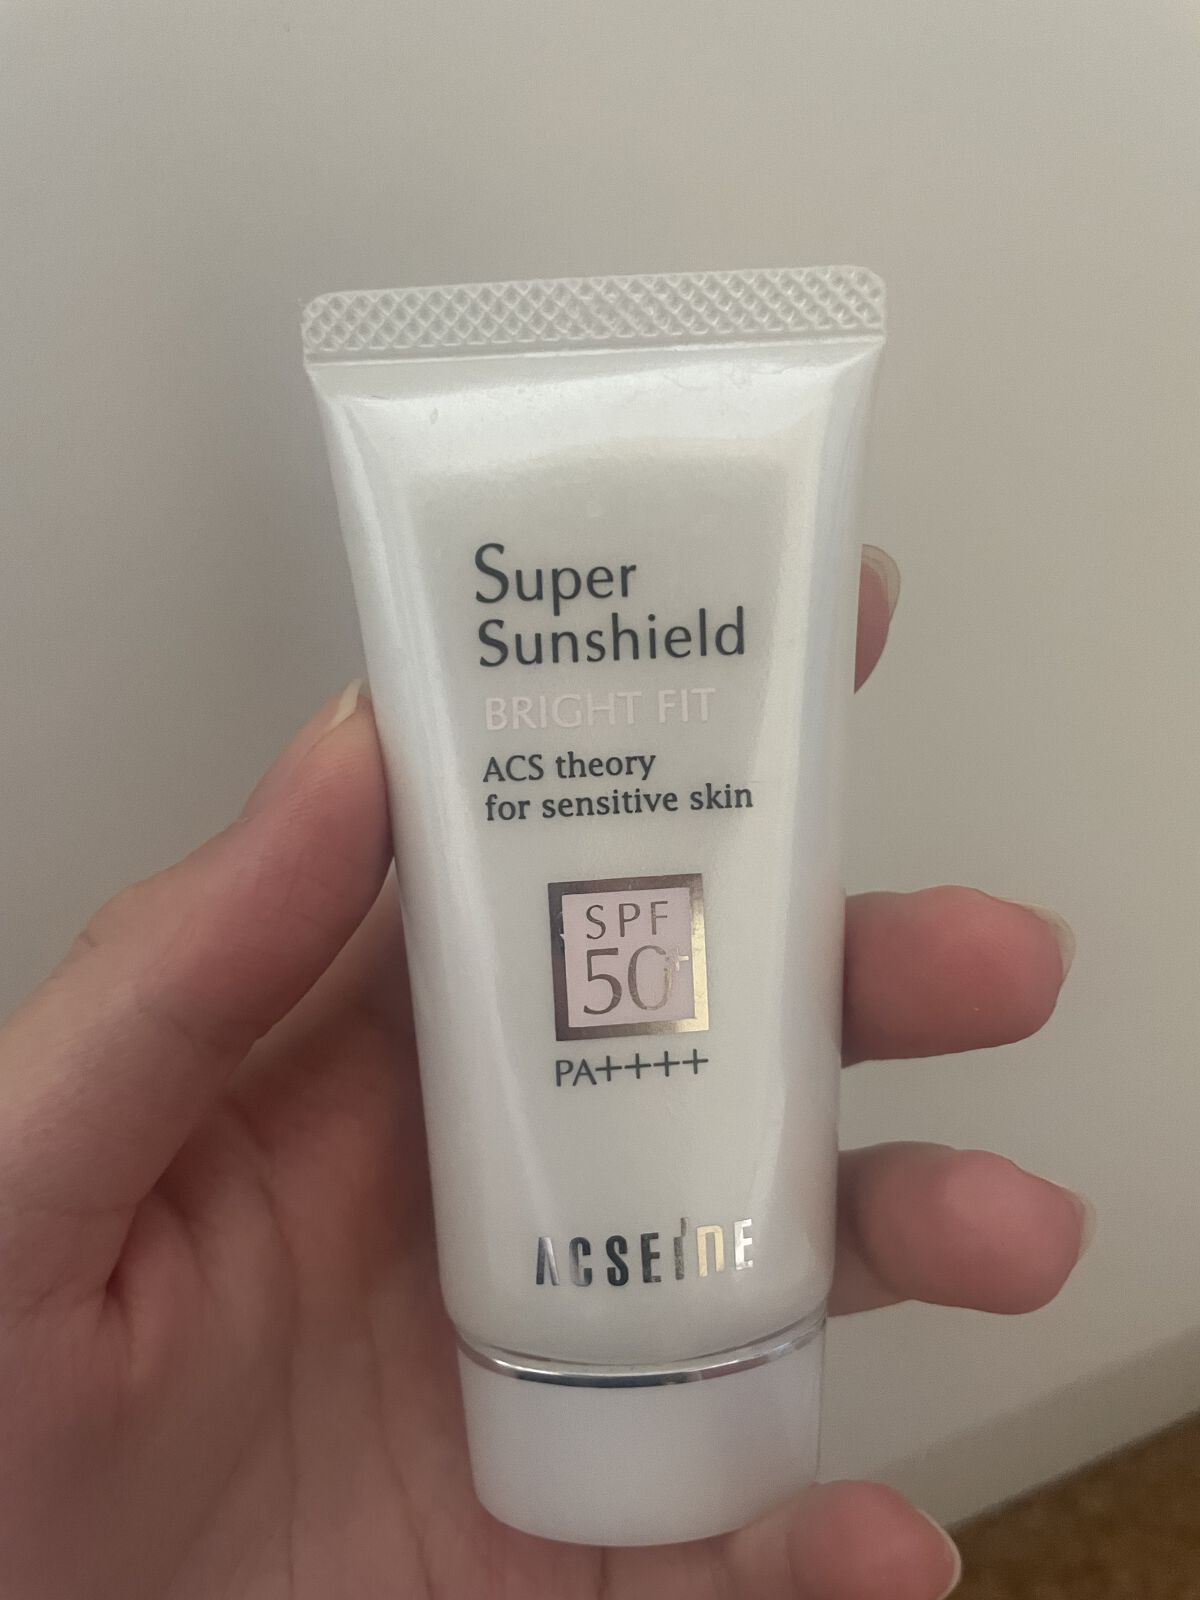 Super
Sunshield
BRIGHT FIT
ACS theory
for sensitive skin
SPF
50+
PA++++
ACSEINE